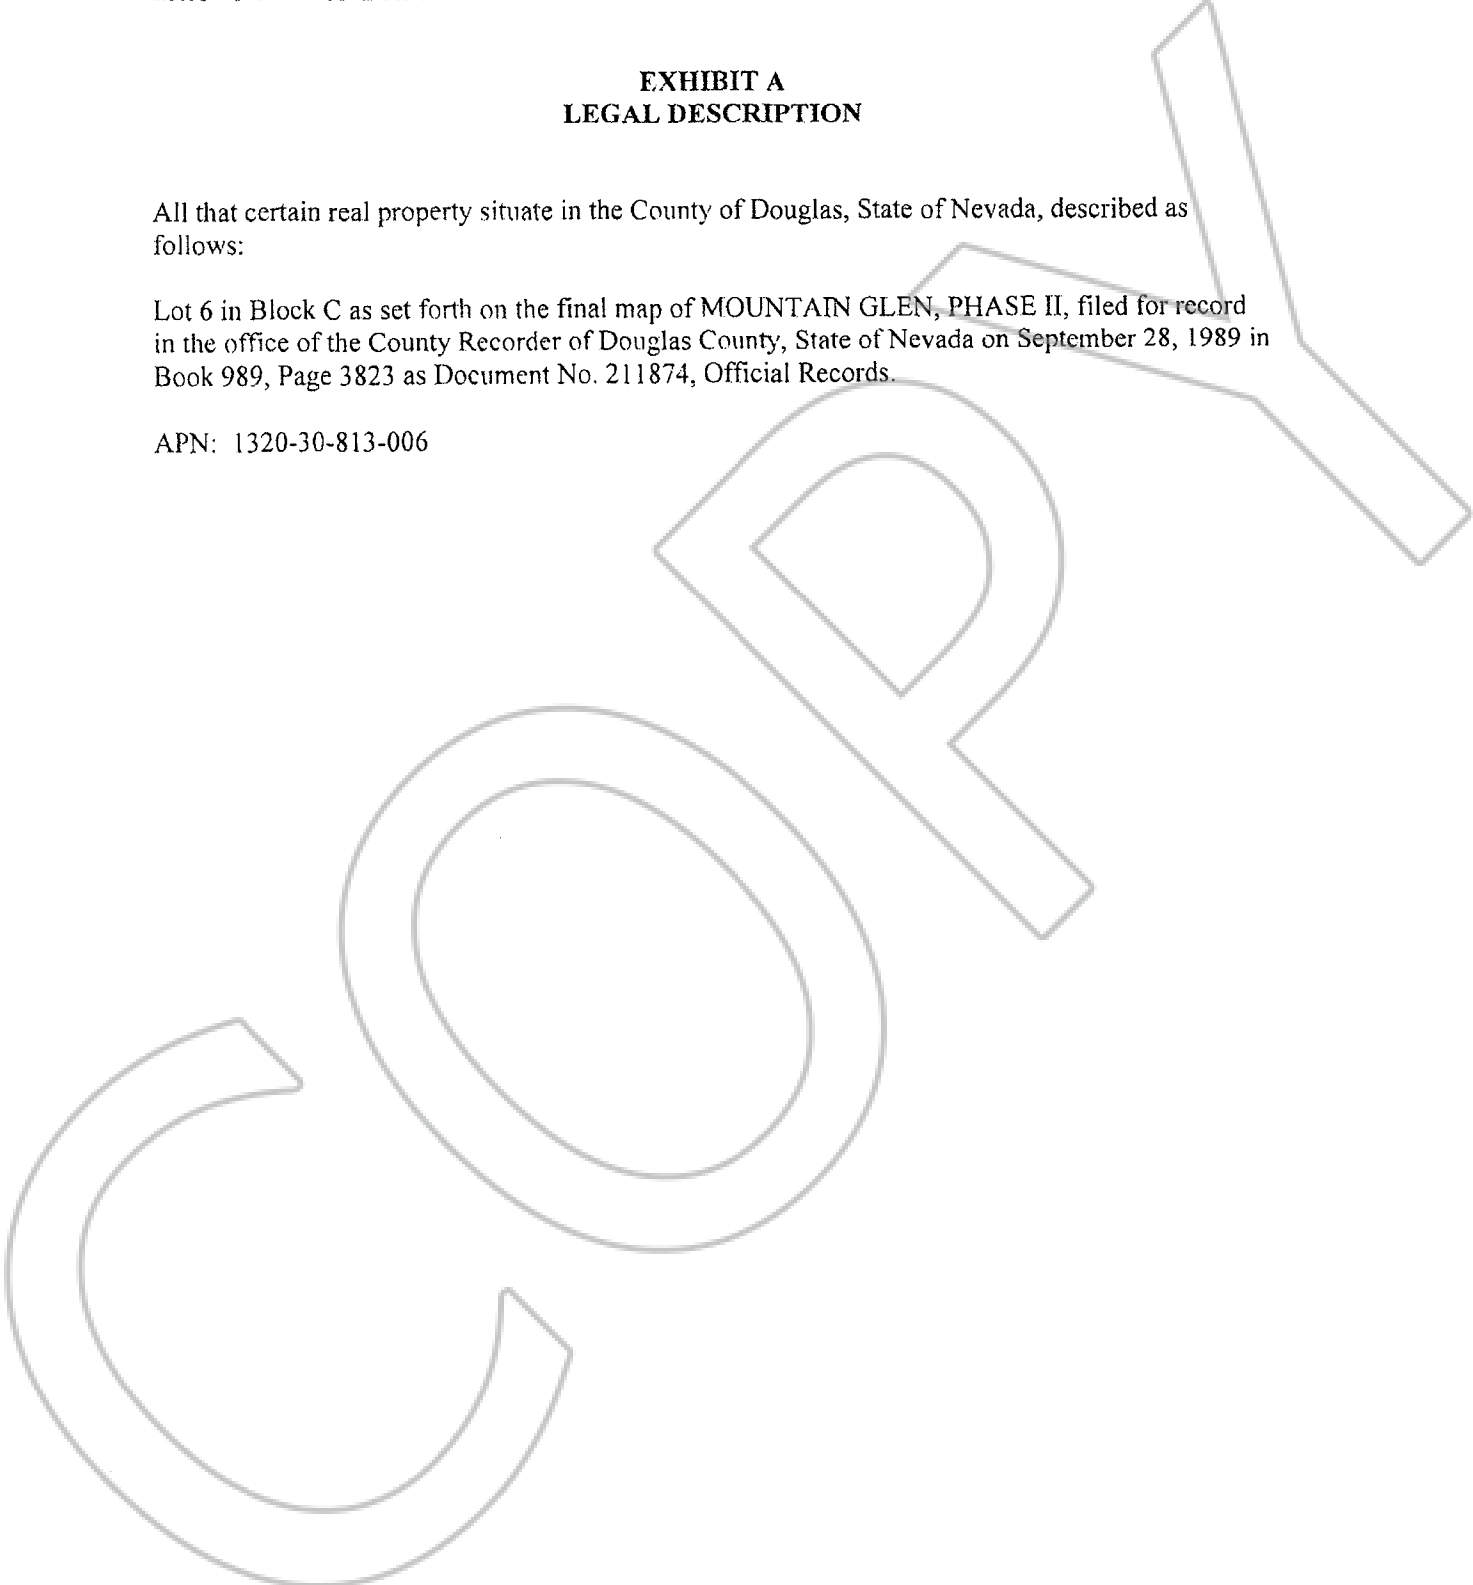 EXHIBIT A
LEGAL DESCRIPTION
All that certain real property situate in the County of Douglas, State of Nevada, described as
follows:
Lot 6 in Block C as set forth on the final map of MOUNTAIN GLEN, PHASE II, filed for record
in the office of the County Recorder of Douglas County, State of Nevada on September 28, 1989 in
Book 989, Page 3823 as Document No. 211874, Official Records.
APN: 1320-30-813-006
COPY